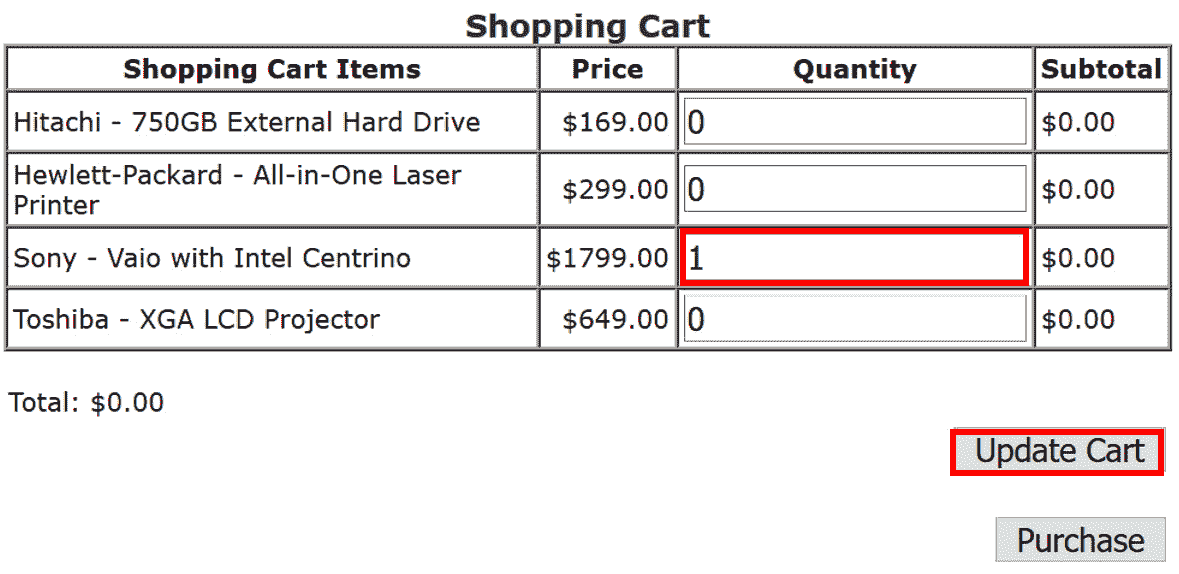 Shopping Cart
Shopping Cart Items Price Quantity Subtotal
Hitachi - 750GB External Hard Drive $169.00 0 $0.00
Hewlett-Packard - All-in-One Laser
Printer $299.00 0 $0.00
Sony - Vaio with Intel Centrino $1799.00 1 $0.00
Toshiba - XGA LCD Projector $649.00 0 $0.00
Total: $0.00
Update Cart
Purchase